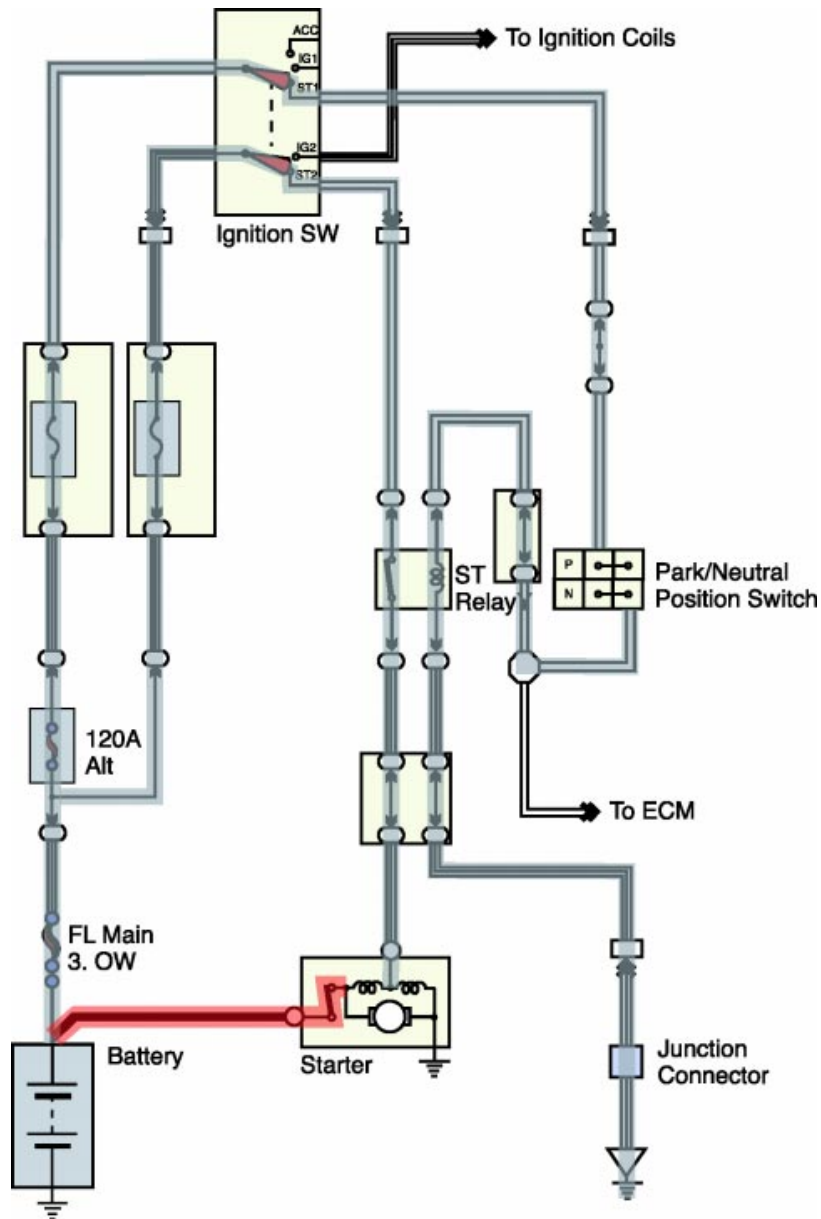 ACC
To Ignition Coils
IG1
ST1
IG2
ST2
Ignition SW
ST
Relay
P
N
Park/Neutral
Position Switch
120A
Alt
To ECM
FL Main
3. OW
Battery
Starter
Junction
Connector